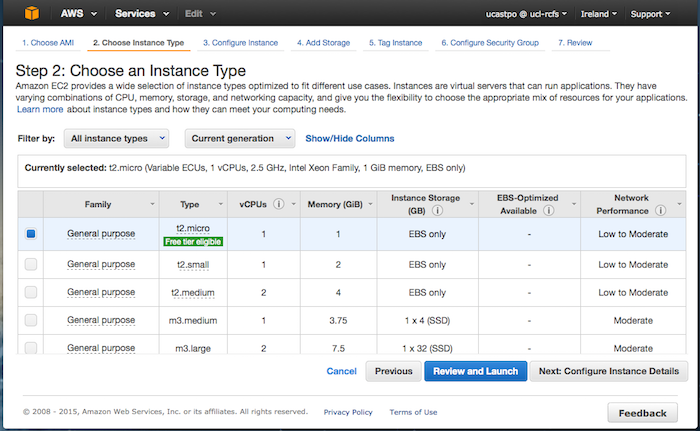 AWS Services Edit ucastpo @ ucl-rcfs Ireland Support
1. Choose AMI 2. Choose Instance Type 3. Configure Instance 4. Add Storage 5. Tag Instance 6. Configure Security Group 7. Review
Step 2: Choose an Instance Type
Amazon EC2 provides a wide selection of instance types optimized to fit different use cases. Instances are virtual servers that can run applications. They have
varying combinations of CPU, memory, storage, and networking capacity, and give you the flexibility to choose the appropriate mix of resources for your applications.
Learn more about instance types and how they can meet your computing needs.
Filter by: All instance types Current generation Show/Hide Columns
Currently selected: t2.micro (Variable ECUs, 1 vCPUs, 2.5 GHz, Intel Xeon Family, 1 GiB memory, EBS only)
Family Type vCPUs Memory (GiB) Instance Storage (GB) EBS-Optimized Available Network Performance
General purpose t2.micro 1 1 EBS only - Low to Moderate
Free tier eligible
General purpose t2.small 1 2 EBS only - Low to Moderate
General purpose t2.medium 2 4 EBS only - Low to Moderate
General purpose m3.medium 1 3.75 1 x 4 (SSD) - Moderate
General purpose m3.large 2 7.5 1 x 32 (SSD) - Moderate
Cancel Previous Review and Launch Next: Configure Instance Details
© 2008 - 2015, Amazon Web Services, Inc. or its affiliates. All rights reserved. Privacy Policy Terms of Use Feedback